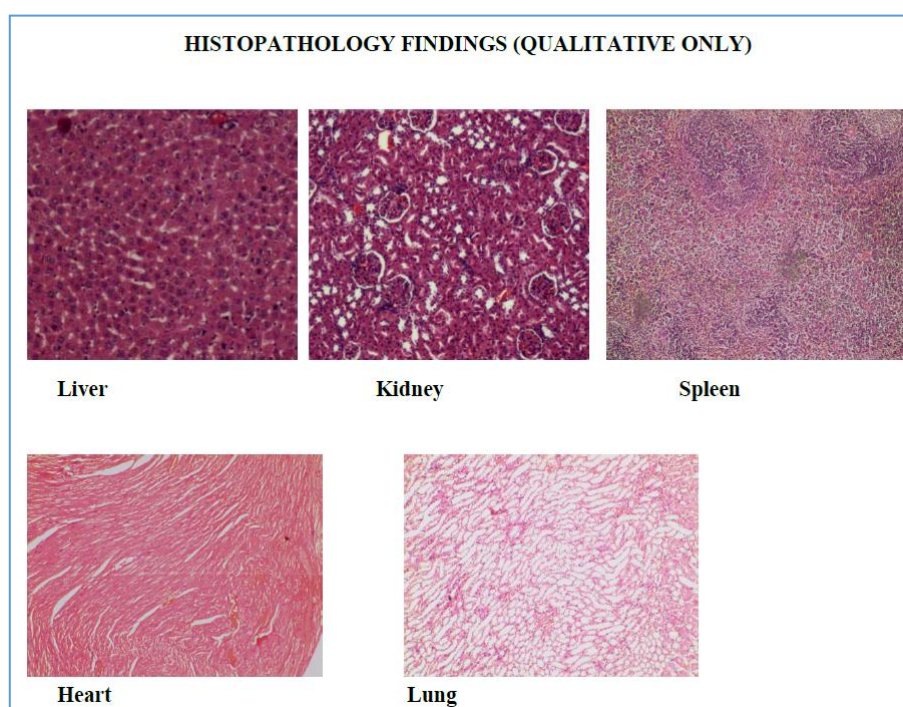 HISTOPATHOLOGY FINDINGS (QUALITATIVE ONLY)
Liver Kidney Spleen
Heart Lung